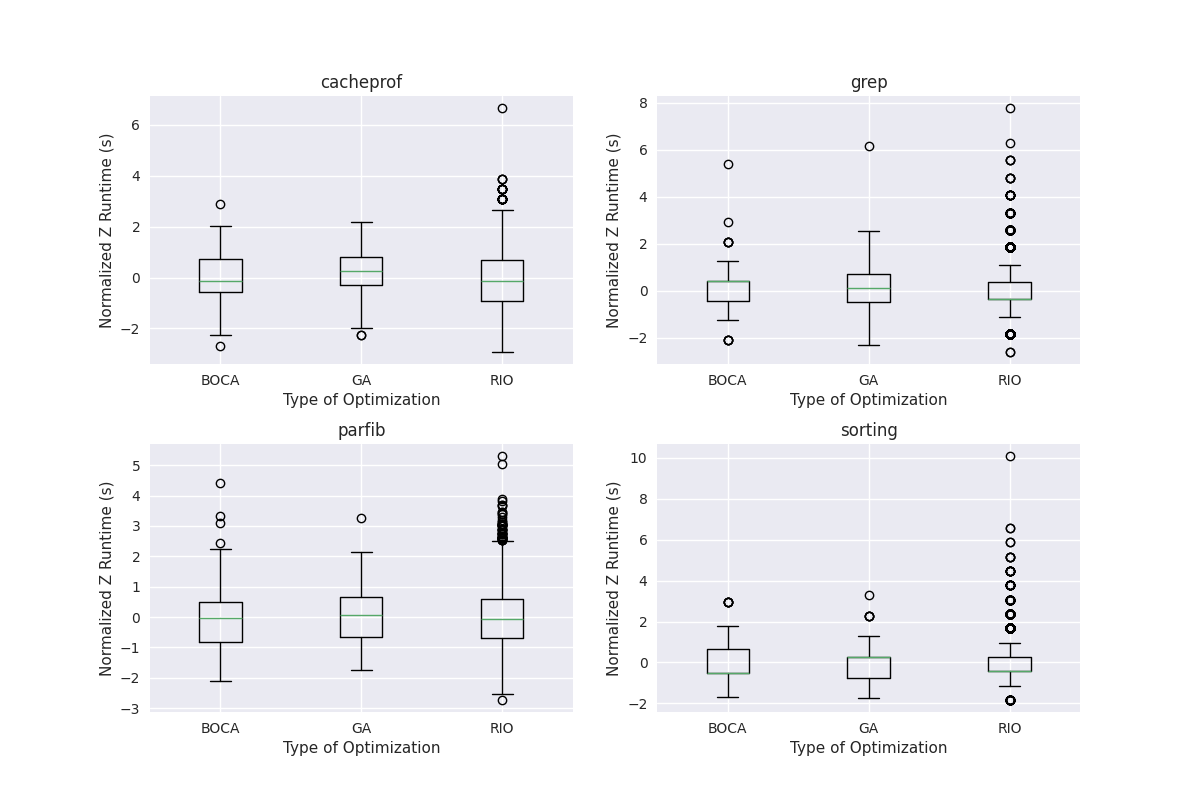 cacheprof
Normalized Z Runtime (s)
6
4
2
0
−2
BOCA GA RIO
Type of Optimization
grep
Normalized Z Runtime (s)
8
6
4
2
0
−2
BOCA GA RIO
Type of Optimization
parfib
Normalized Z Runtime (s)
5
4
3
2
1
0
−1
−2
−3
BOCA GA RIO
Type of Optimization
sorting
Normalized Z Runtime (s)
10
8
6
4
2
0
−2
BOCA GA RIO
Type of Optimization